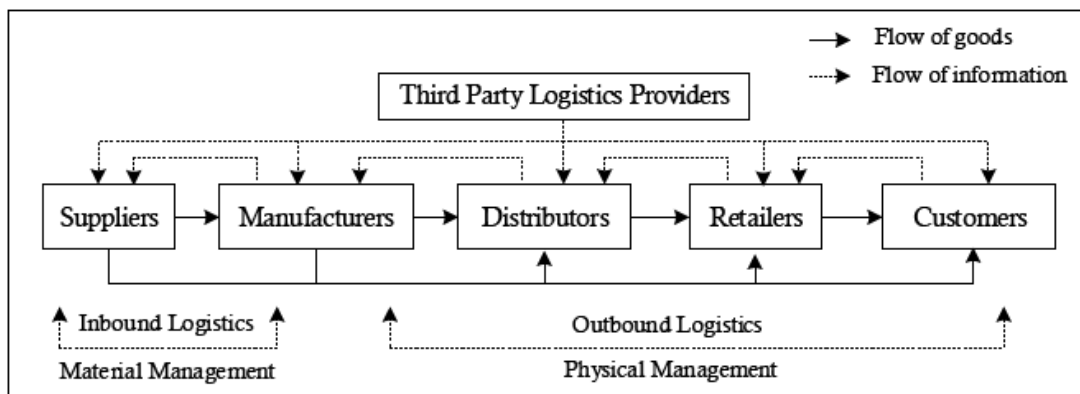 Flow of goods
Flow of information
Third Party Logistics Providers
Suppliers
Manufacturers
Distributors
Retailers
Customers
Inbound Logistics
Outbound Logistics
Material Management
Physical Management